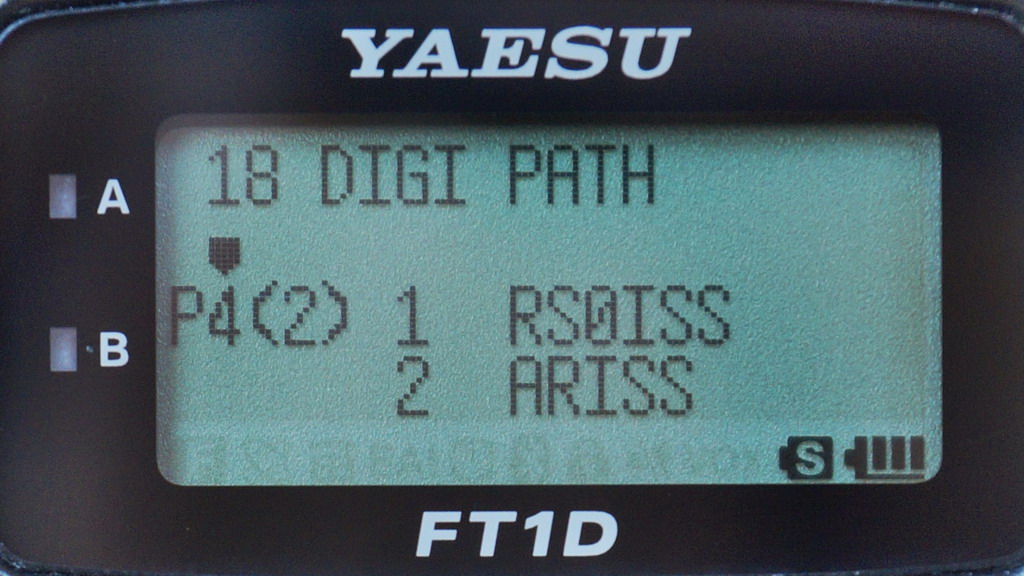 YAESU
A
18 DIGI PATH
P4(2) 1 RS0ISS
B
2 ARISS
S
FT1D